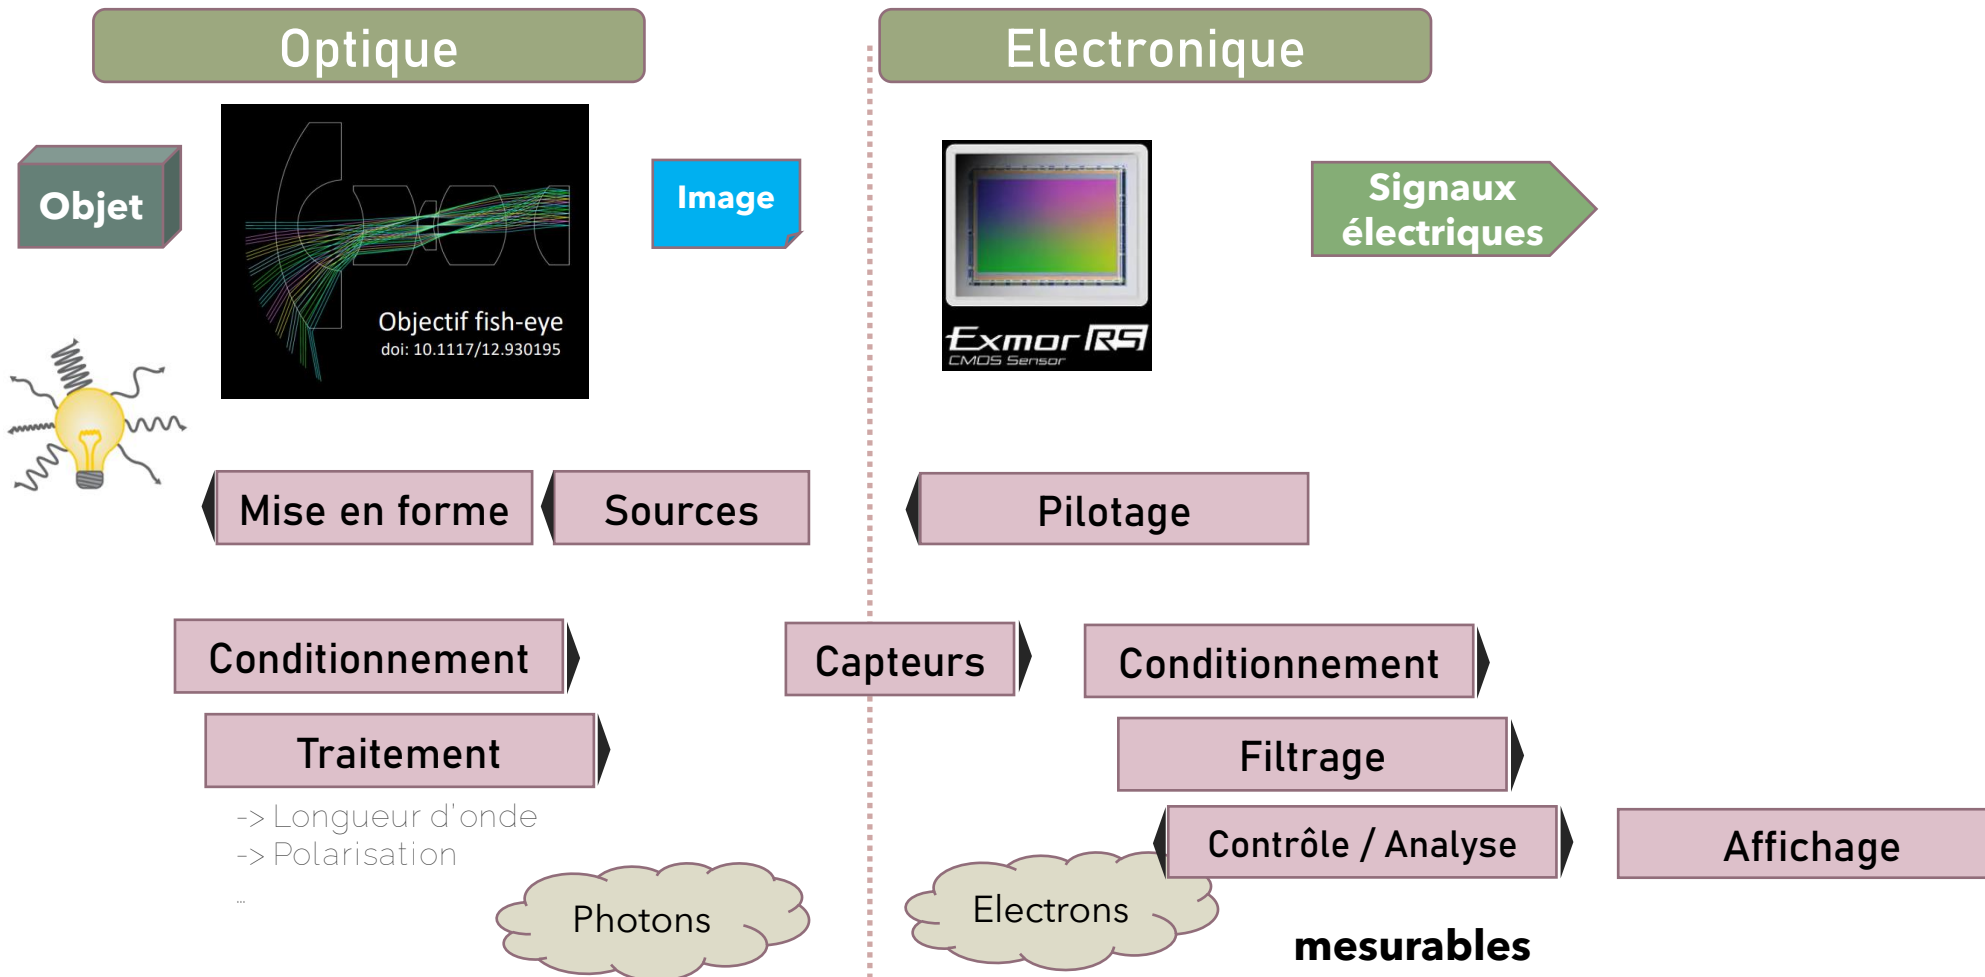 Optique
Electronique
Objet
Image
Signaux
électriques
Objectif fish-eye
doi: 10.1117/12.930195
Exmor RS
CMOS Sensor
Mise en forme
Sources
Pilotage
Conditionnement
Capteurs
Conditionnement
Traitement
Filtrage
-> Longueur d'onde
-> Polarisation
...
Contrôle / Analyse
Affichage
Photons
Electrons
mesurables